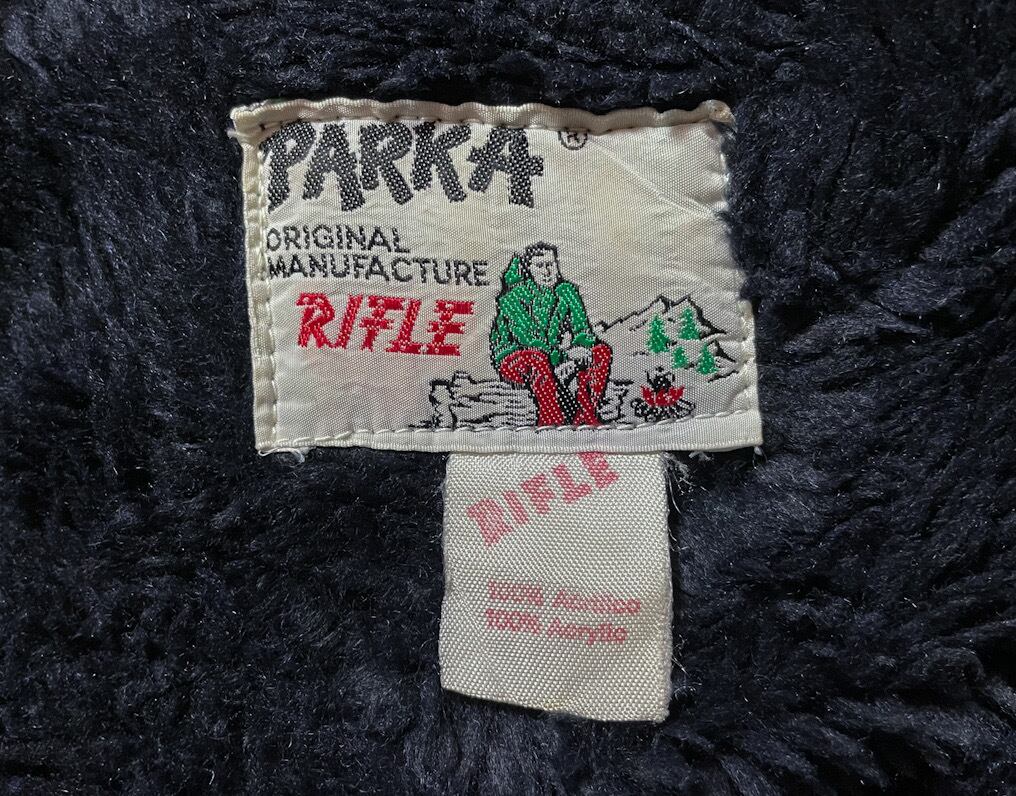 PARKA ®
ORIGINAL
MANUFACTURE
RIFLE
RIFLE
100% Acrilico
100% Acrylic